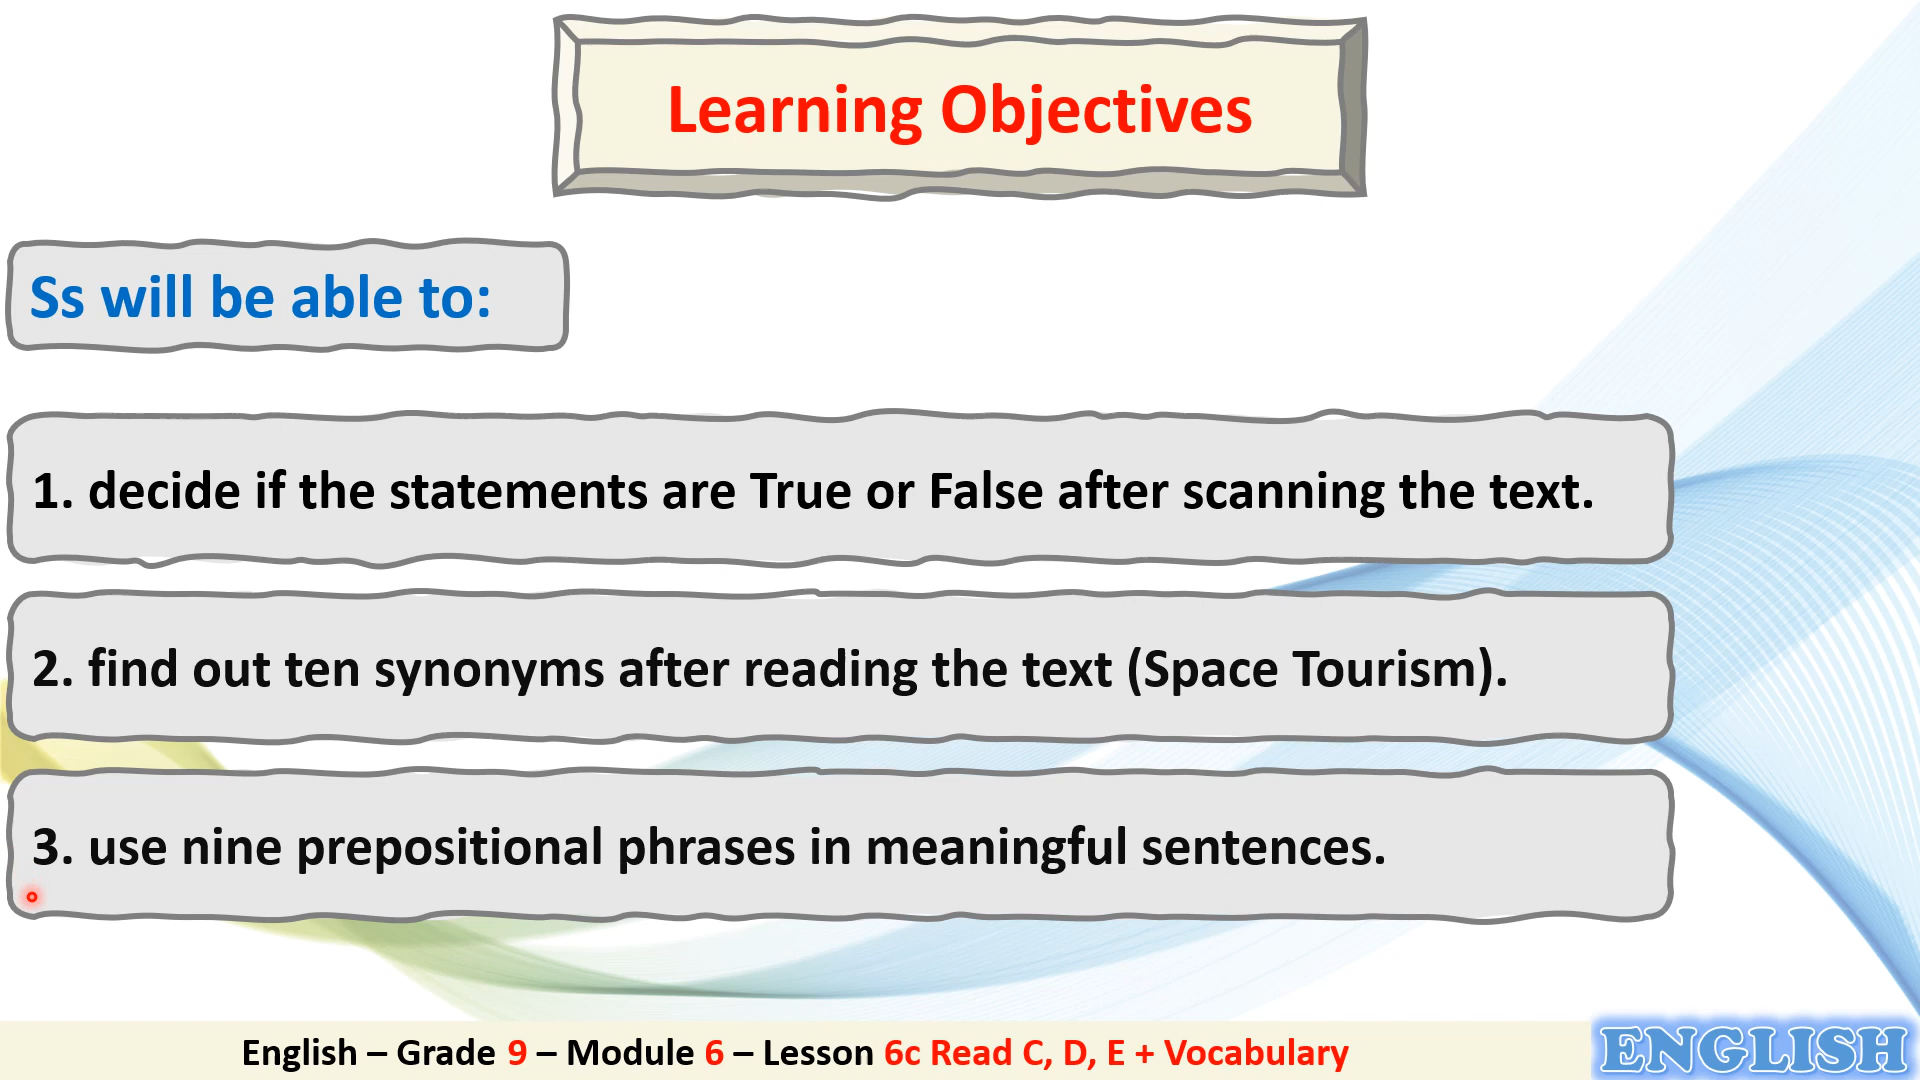 Learning Objectives
Ss will be able to:
1. decide if the statements are True or False after scanning the text.
2. find out ten synonyms after reading the text (Space Tourism).
3. use nine prepositional phrases in meaningful sentences.
English – Grade 9 – Module 6 – Lesson 6c Read C, D, E + Vocabulary
ENGLISH